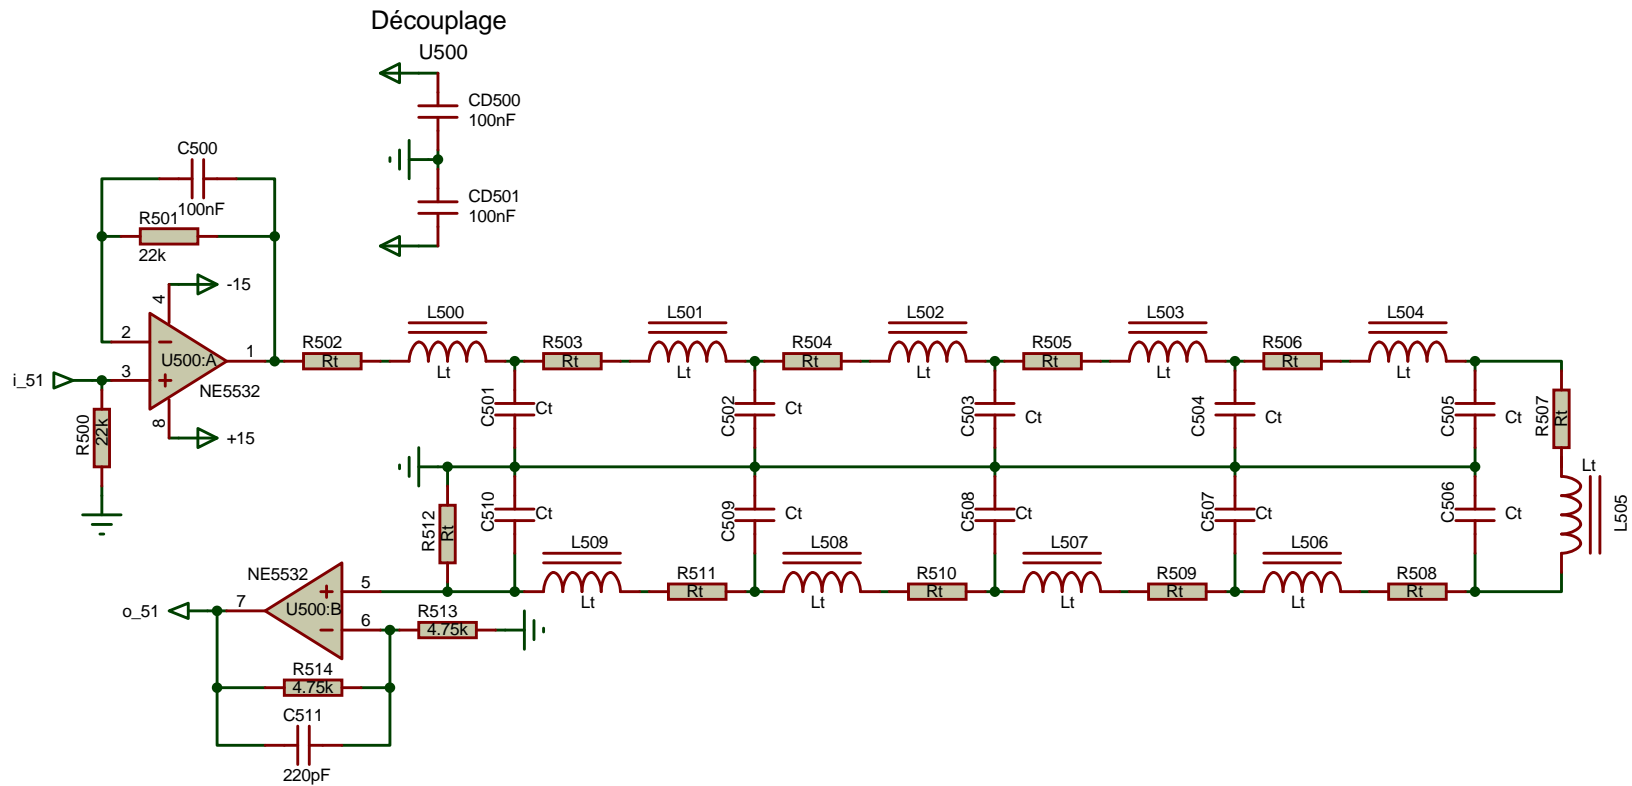 Découplage
U500
CD500
100nF
CD501
100nF
C500
100nF
R501
22k
4
-15
2
1
U500:A
3
NE5532
8
+15
i_51
R500
22k
R502
Rt
L500
Lt
R503
Rt
L501
Lt
R504
Rt
L502
Lt
R505
Rt
L503
Lt
R506
Rt
L504
Lt
C501
Ct
C502
Ct
C503
Ct
C504
Ct
C505
Ct
R507
Rt
Lt
L505
R512
Rt
C510
Ct
C509
Ct
C508
Ct
C507
Ct
C506
Ct
L509
Lt
R511
Rt
L508
Lt
R510
Rt
L507
Lt
R509
Rt
L506
Lt
R508
Rt
NE5532
5
7
U500:B
6
o_51
R513
4.75k
R514
4.75k
C511
220pF